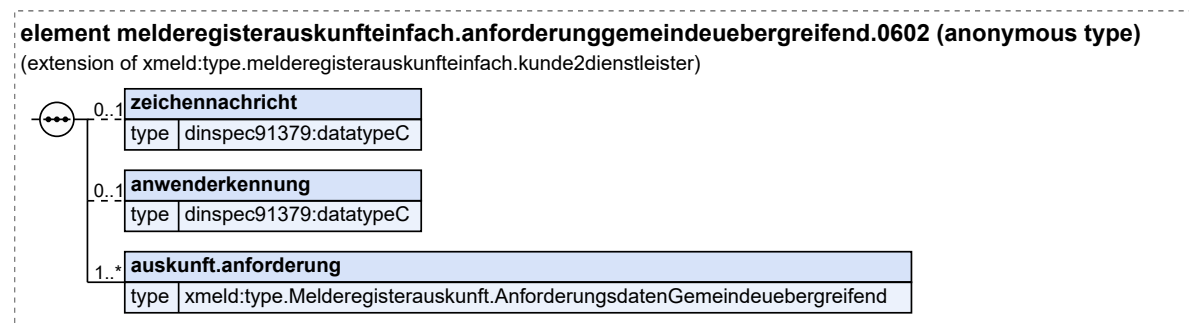 element melderegisterauskunfteinfach.anforderunggemeindeuebergreifend.0602 (anonymous type)
(extension of xmeld:type.melderegisterauskunfteinfach.kunde2dienstleister)
0..1 zeichennachricht
type dinspec91379:datatypeC
0..1 anwenderkennung
type dinspec91379:datatypeC
1..* auskunft.anforderung
type xmeld:type.Melderegisterauskunft.AnforderungsdatenGemeindeuebergreifend